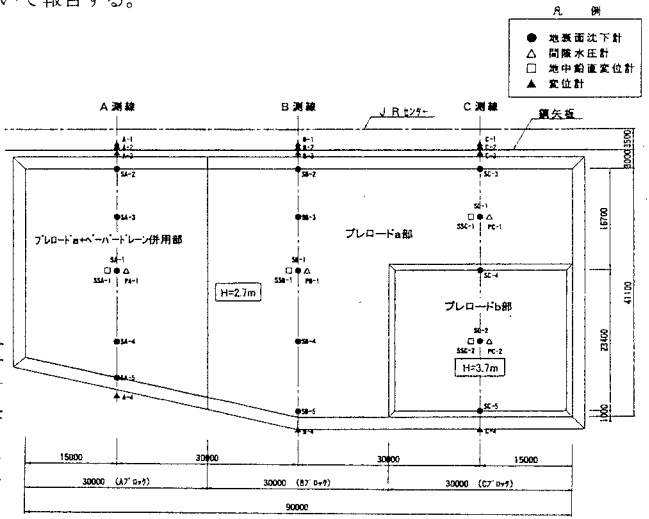 いて報告する。
凡 例
● 地表面沈下計
△ 間隙水圧計
□ 地中鉛直変位計
▲ 変位計
A 測線
B 測線
C 測線
J R センター
鋼矢板
A-1
A-2
A-3
B-1
B-2
B-3
C-1
C-2
C-3
3500
3000
SA-2
SB-2
SC-3
SA-3
SB-3
SC-1
SSC-1
PC-1
プレロードa+ペーパードレーン併用部
プレロードa部
16700
SA-1
SSA-1
PA-1
SB-1
SSB-1
PB-1
SC-4
H=2.7m
41100
プレロードb部
SA-4
SB-4
SC-2
SSC-2
PC-2
H=3.7m
23400
SA-5
A-4
SB-5
SC-5
1000
B-4
C-4
15000
30000
30000
15000
30000 (Aブロック)
30000 (Bブロック)
30000 (Cブロック)
90000